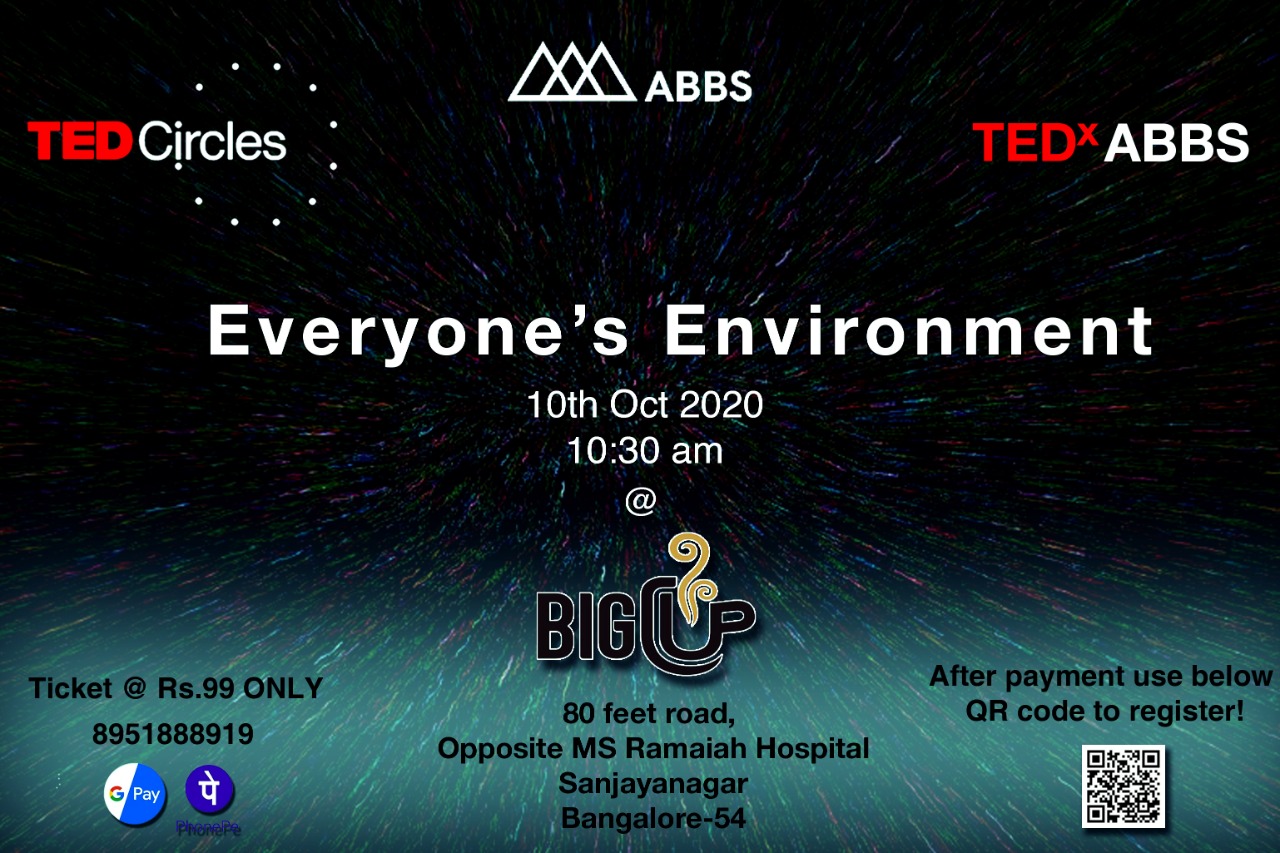 ABBS
TED Circles
TEDx ABBS
Everyone’s Environment
10th Oct 2020
10:30 am
@
BIG CUP
Ticket @ Rs.99 ONLY
8951888919
G Pay
पे
PhonePe
80 feet road,
Opposite MS Ramaiah Hospital
Sanjayanagar
Bangalore-54
After payment use below
QR code to register!